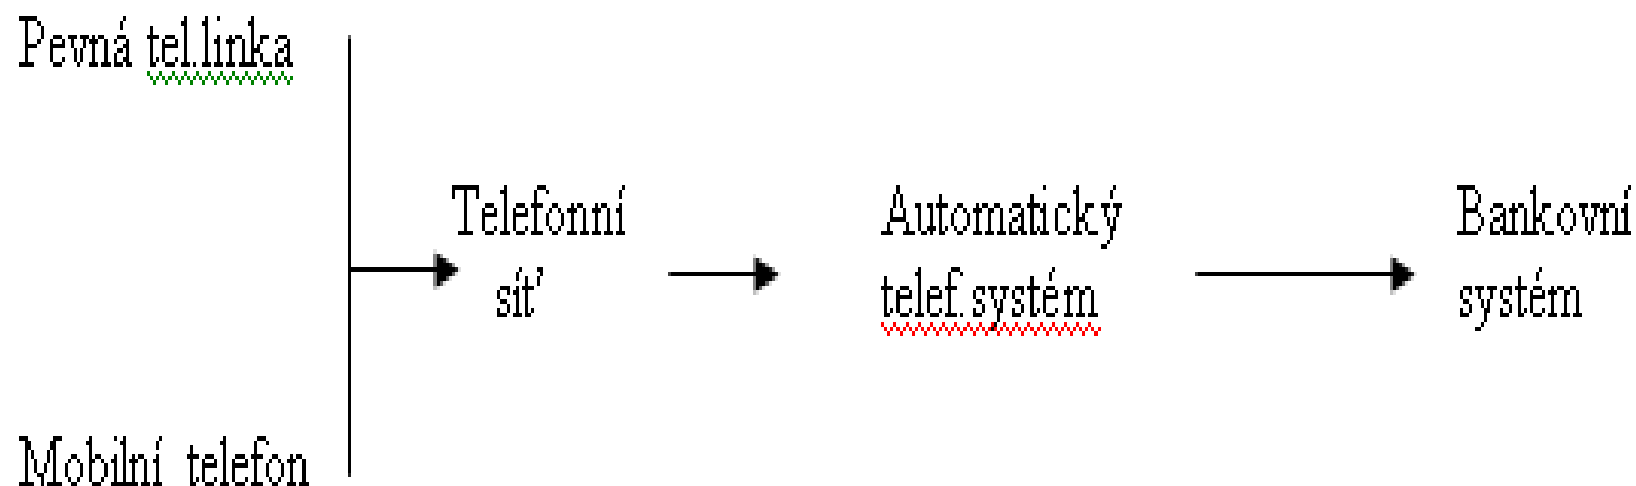 Pevná tel.linka
Telefonní
síť
Automatický
telef.systém
Bankovní
systém
Mobilní telefon